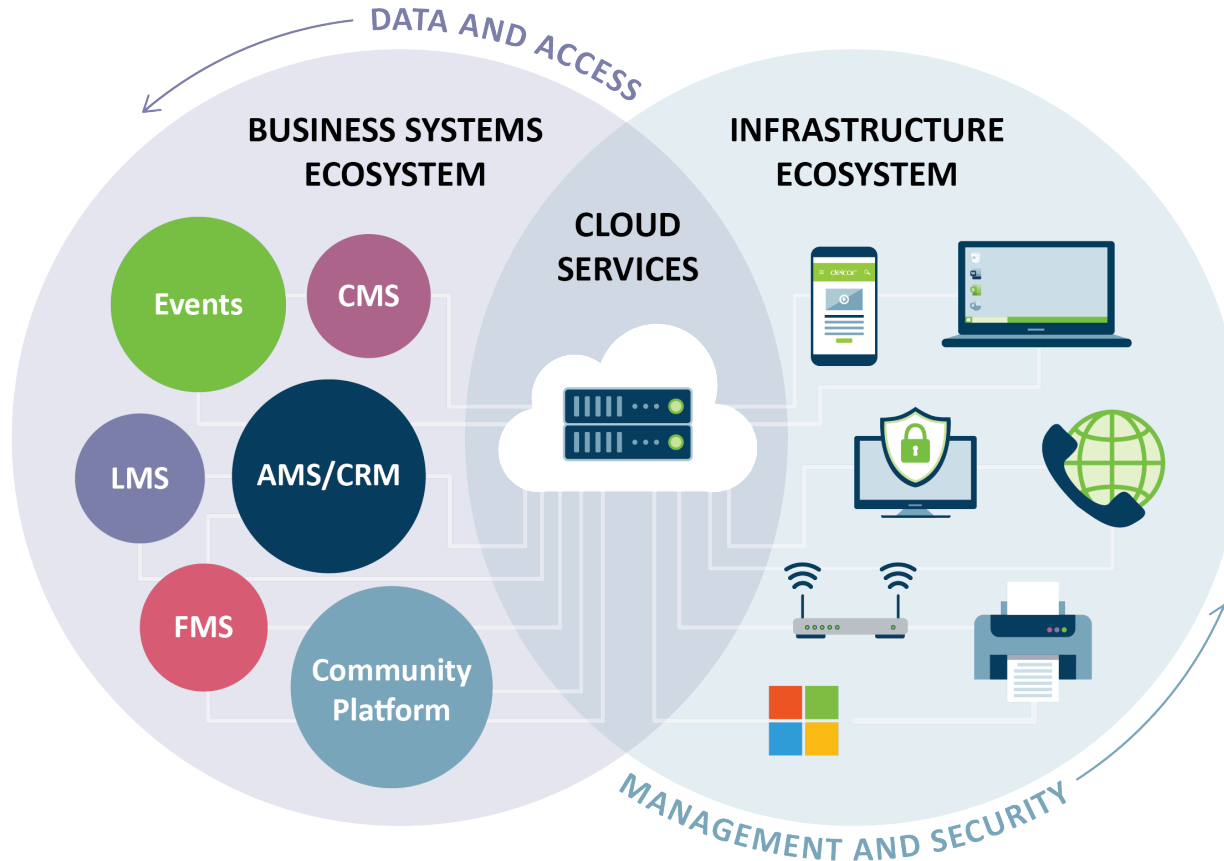 DATA AND ACCESS
BUSINESS SYSTEMS
ECOSYSTEM
INFRASTRUCTURE
ECOSYSTEM
CLOUD
SERVICES
Events
CMS
delcor
LMS
AMS/CRM
FMS
Community
Platform
MANAGEMENT AND SECURITY